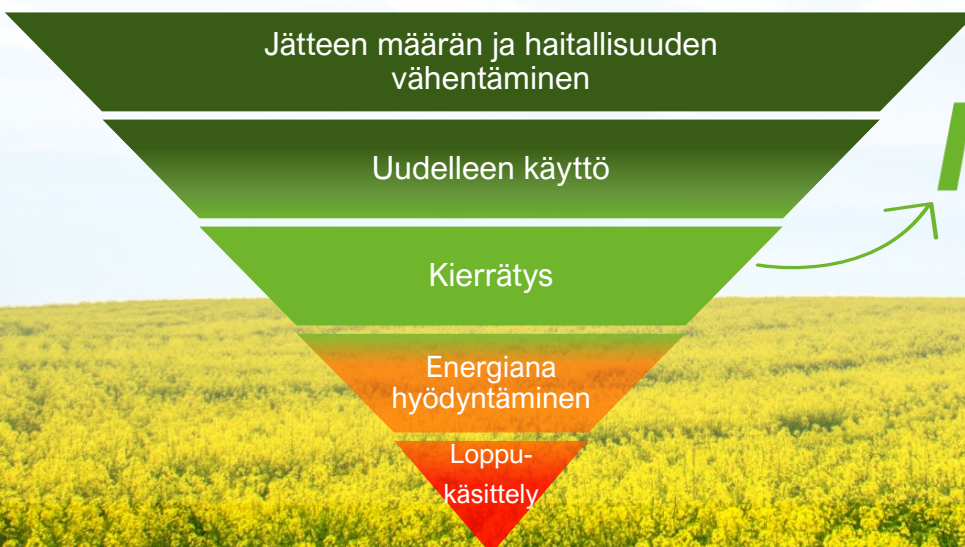 Jätteen määrän ja haitallisuuden
vähentäminen
Uudelleen käyttö
Kierrätys
Energiana
hyödyntäminen
Loppu-
käsittely